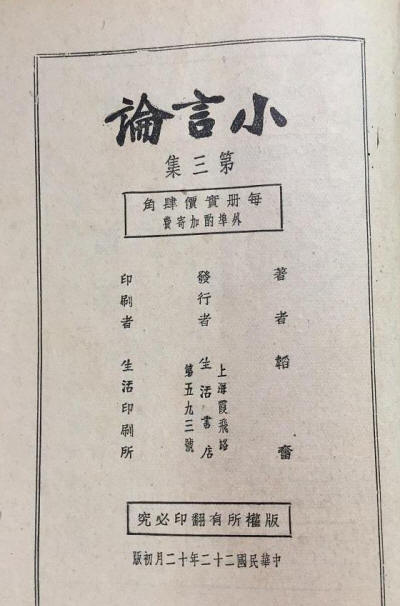 小言論
第三集
每册實價肆角
外埠酌加寄費
著者 韜奮
發行者 生活書店
上海霞飛路
第五九三號
印刷者 生活印刷所
版權所有翻印必究
中華民國二十二年十二月初版